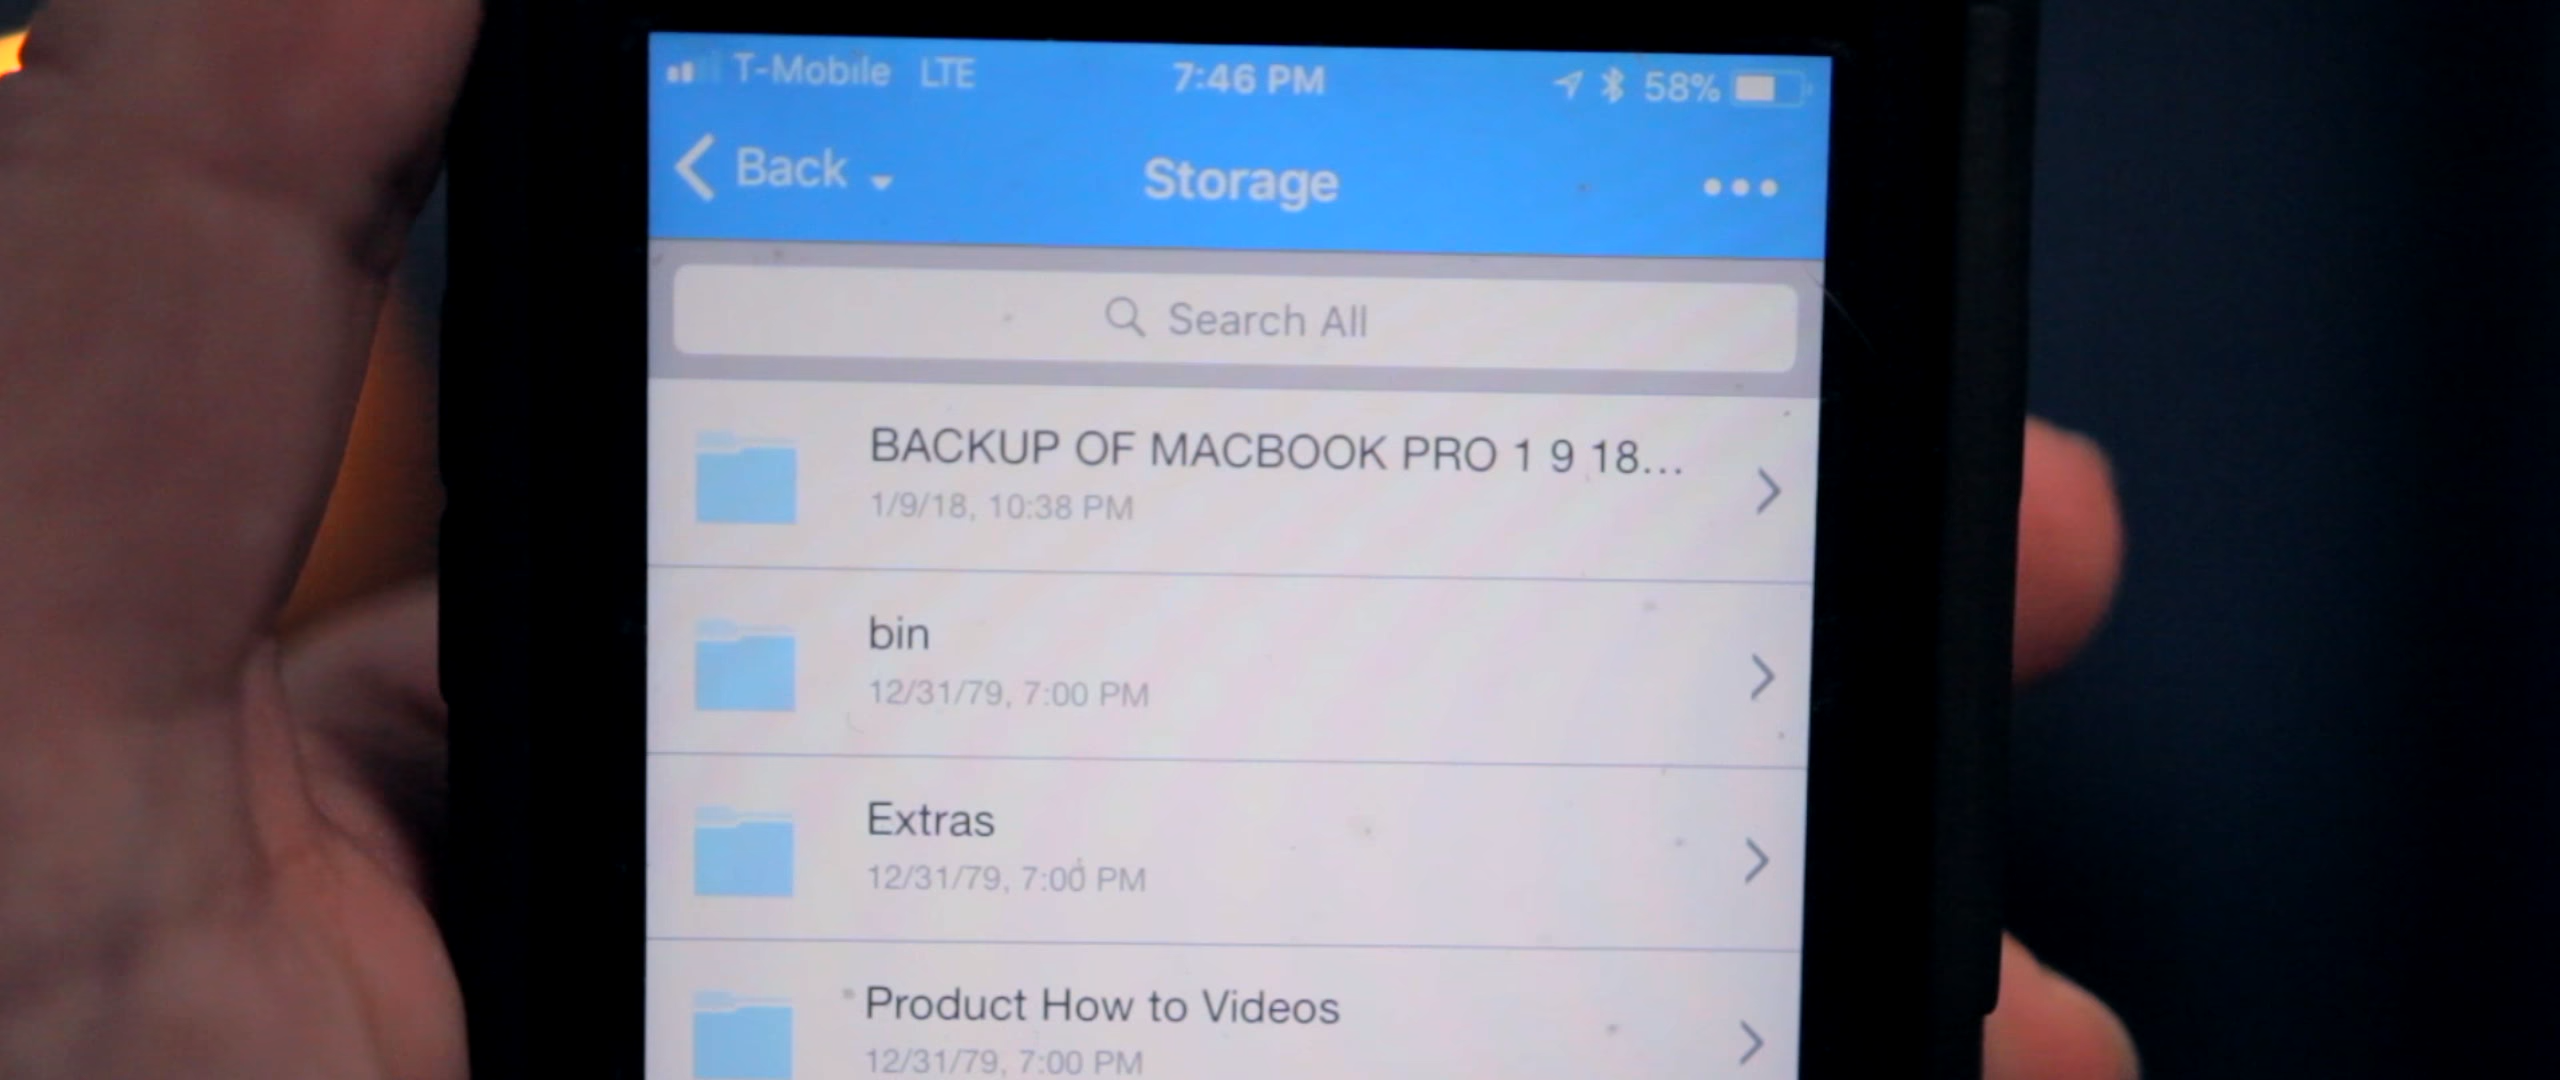 T-Mobile LTE 7:46 PM 58%
Back Storage
Search All
BACKUP OF MACBOOK PRO 1 9 18...
1/9/18, 10:38 PM
bin
12/31/79, 7:00 PM
Extras
12/31/79, 7:00 PM
Product How to Videos
12/31/79, 7:00 PM